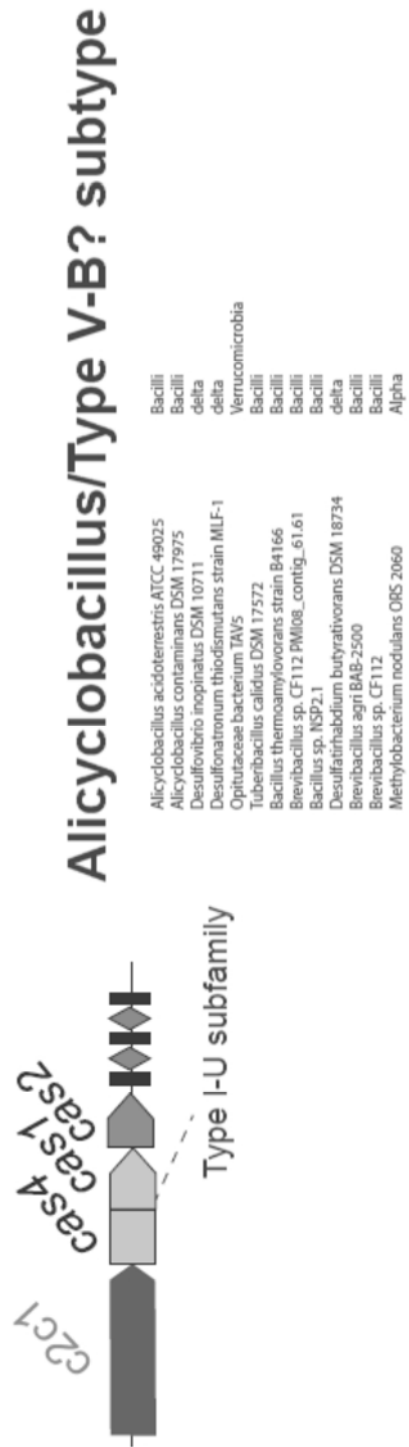 Alicyclobacillus/Type V-B? subtype
c2c1
cas4
cas1
cas2
Type I-U subfamily
Alicyclobacillus acidoterrestris ATCC 49025 Bacilli
Alicyclobacillus contaminans DSM 17975 Bacilli
Desulfovibrio inopinatus DSM 10711 delta
Desulfonatronum thiodismutans strain MLF-1 delta
Opitutaceae bacterium TAV5 Verrucomicrobia
Tuberibacillus calidus DSM 17572 Bacilli
Bacillus thermoamylovorans strain B4166 Bacilli
Brevibacillus sp. CF112 PMI08_contig_61.61 Bacilli
Bacillus sp. NSP2.1 Bacilli
Desulfatirhabdium butyrativorans DSM 18734 delta
Brevibacillus agri BAB-2500 Bacilli
Brevibacillus sp. CF112 Bacilli
Methylobacterium nodulans ORS 2060 Alpha